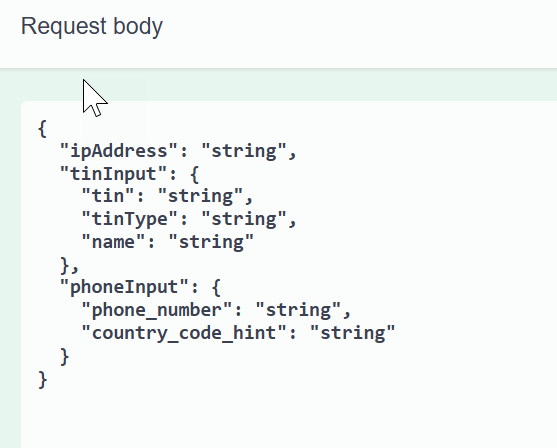 Request body
{
  "ipAddress": "string",
  "tinInput": {
    "tin": "string",
    "tinType": "string",
    "name": "string"
  },
  "phoneInput": {
    "phone_number": "string",
    "country_code_hint": "string"
  }
}